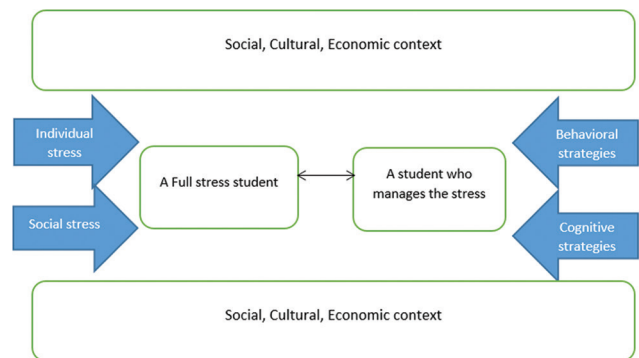 Social, Cultural, Economic context
Individual
stress
Behavioral
strategies
A Full stress student
A student who
manages the stress
Social stress
Cognitive
strategies
Social, Cultural, Economic context